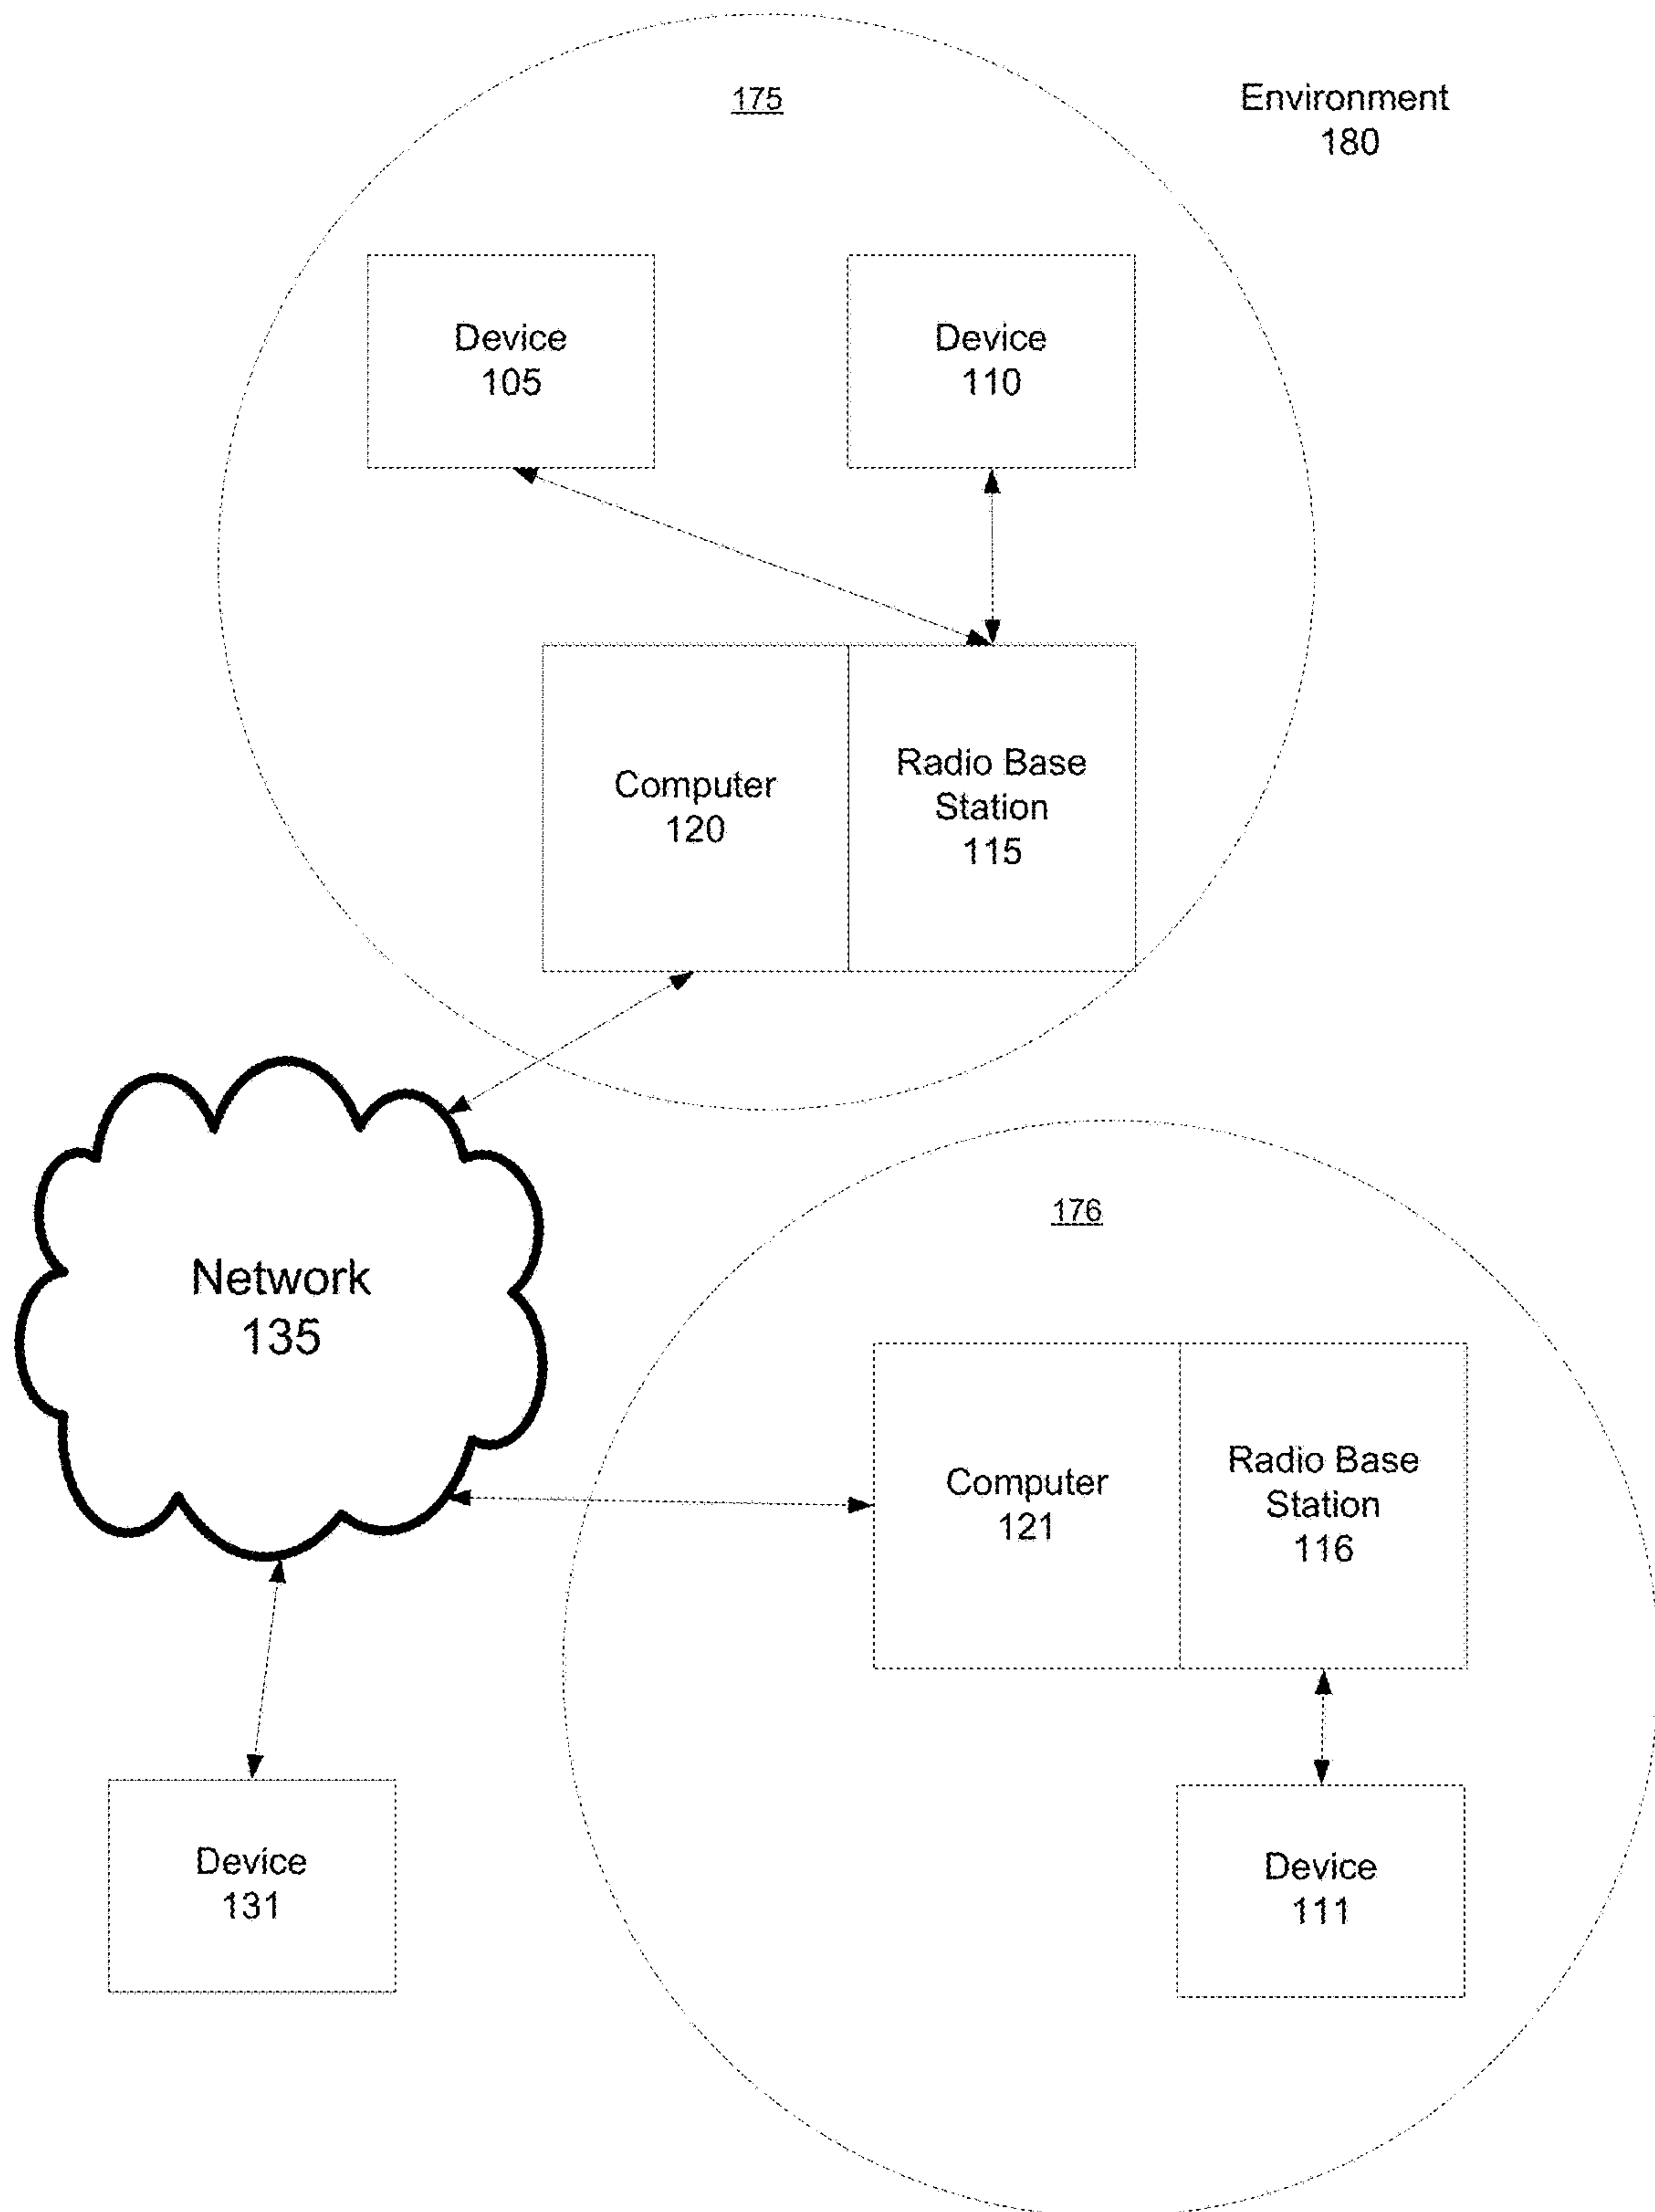 175
Environment
180
Device
105
Device
110
Computer
120
Radio Base
Station
115
Network
135
176
Computer
121
Radio Base
Station
116
Device
131
Device
111